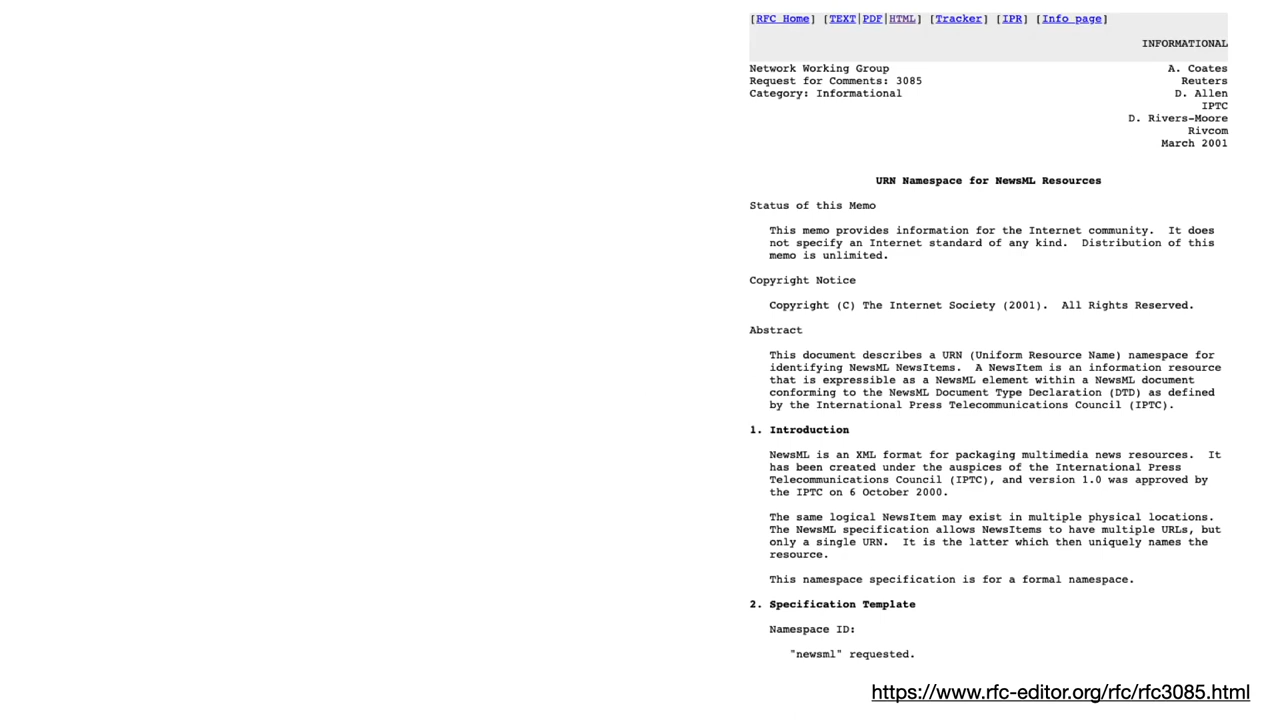 [RFC Home] [TEXT|PDF|HTML] [Tracker] [IPR] [Info page]
INFORMATIONAL
Network Working Group A. Coates
Request for Comments: 3085 Reuters
Category: Informational D. Allen
IPTC
D. Rivers-Moore
Rivcom
March 2001
URN Namespace for NewsML Resources
Status of this Memo
This memo provides information for the Internet community. It does
not specify an Internet standard of any kind. Distribution of this
memo is unlimited.
Copyright Notice
Copyright (C) The Internet Society (2001). All Rights Reserved.
Abstract
This document describes a URN (Uniform Resource Name) namespace for
identifying NewsML NewsItems. A NewsItem is an information resource
that is expressible as a NewsML element within a NewsML document
conforming to the NewsML Document Type Declaration (DTD) as defined
by the International Press Telecommunications Council (IPTC).
1. Introduction
NewsML is an XML format for packaging multimedia news resources. It
has been created under the auspices of the International Press
Telecommunications Council (IPTC), and version 1.0 was approved by
the IPTC on 6 October 2000.
The same logical NewsItem may exist in multiple physical locations.
The NewsML specification allows NewsItems to have multiple URLs, but
only a single URN. It is the latter which then uniquely names the
resource.
This namespace specification is for a formal namespace.
2. Specification Template
Namespace ID:
"newsml" requested.
https://www.rfc-editor.org/rfc/rfc3085.html